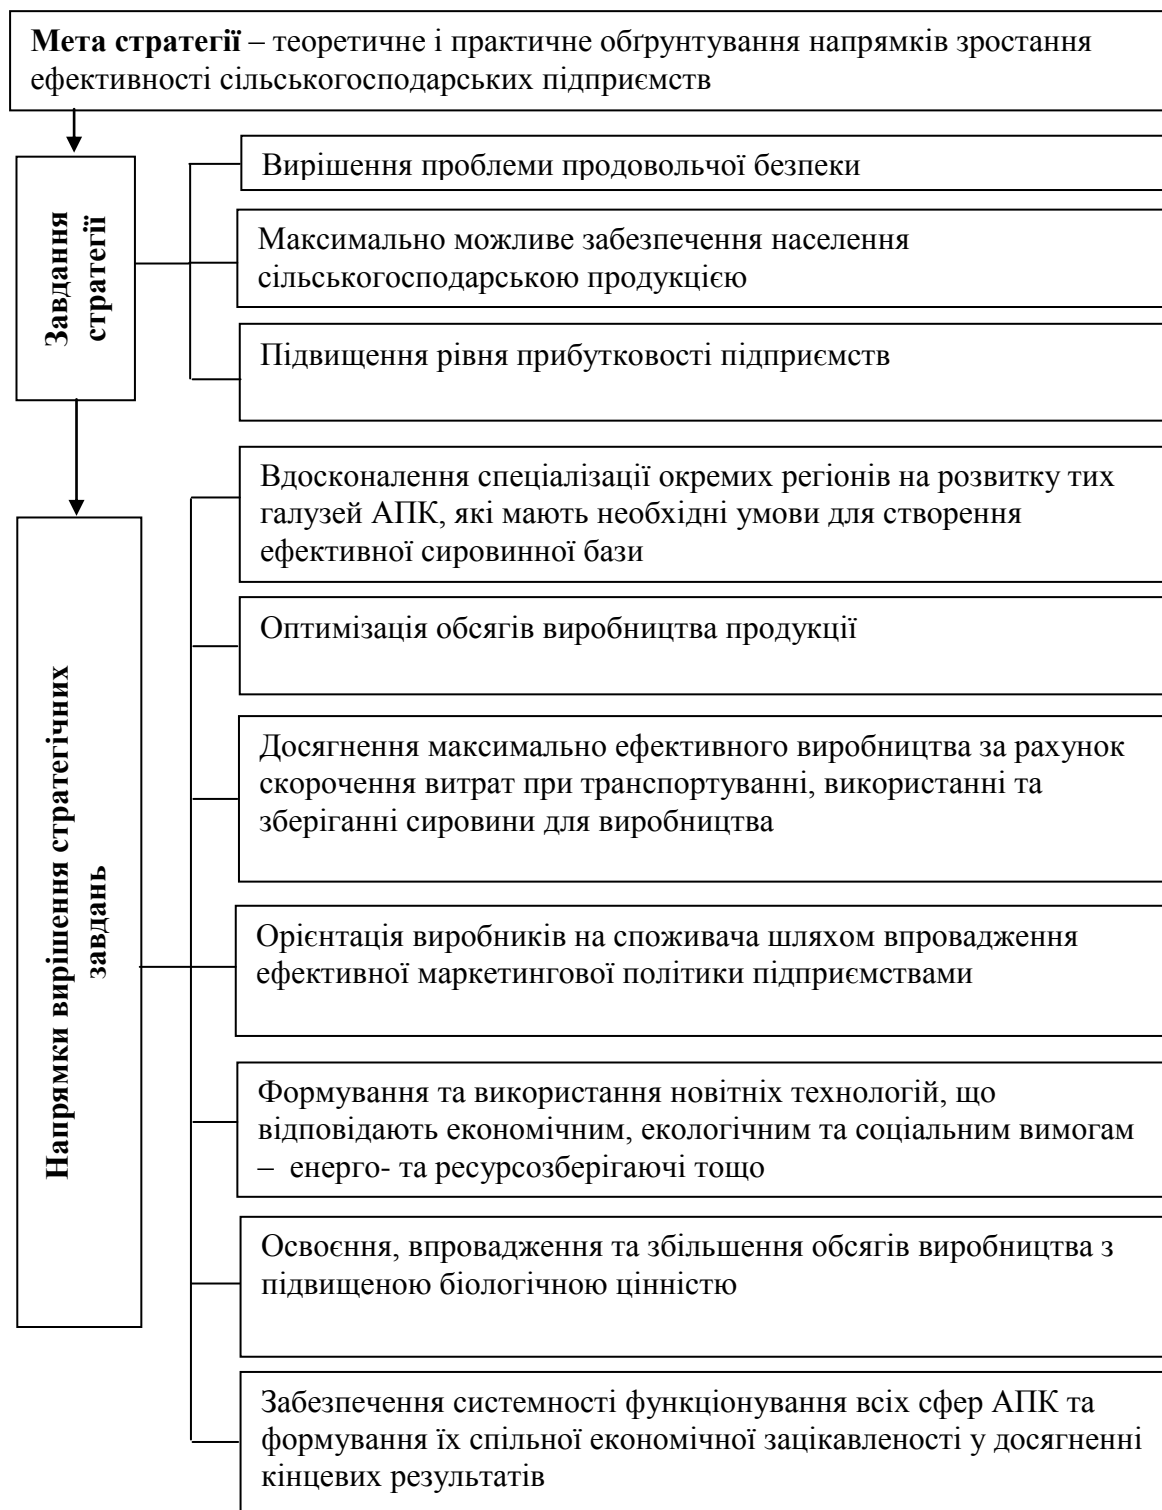 Мета стратегії – теоретичне і практичне обґрунтування напрямків зростання
ефективності сільськогосподарських підприємств
Завдання
стратегії
Вирішення проблеми продовольчої безпеки
Максимально можливе забезпечення населення
сільськогосподарською продукцією
Підвищення рівня прибутковості підприємств
Напрямки вирішення стратегічних
завдань
Вдосконалення спеціалізації окремих регіонів на розвитку тих
галузей АПК, які мають необхідні умови для створення
ефективної сировинної бази
Оптимізація обсягів виробництва продукції
Досягнення максимально ефективного виробництва за рахунок
скорочення витрат при транспортуванні, використанні та
зберіганні сировини для виробництва
Орієнтація виробників на споживача шляхом впровадження
ефективної маркетингової політики підприємствами
Формування та використання новітніх технологій, що
відповідають економічним, екологічним та соціальним вимогам
– енерго- та ресурсозберігаючі тощо
Освоєння, впровадження та збільшення обсягів виробництва з
підвищеною біологічною цінністю
Забезпечення системності функціонування всіх сфер АПК та
формування їх спільної економічної зацікавленості у досягненні
кінцевих результатів